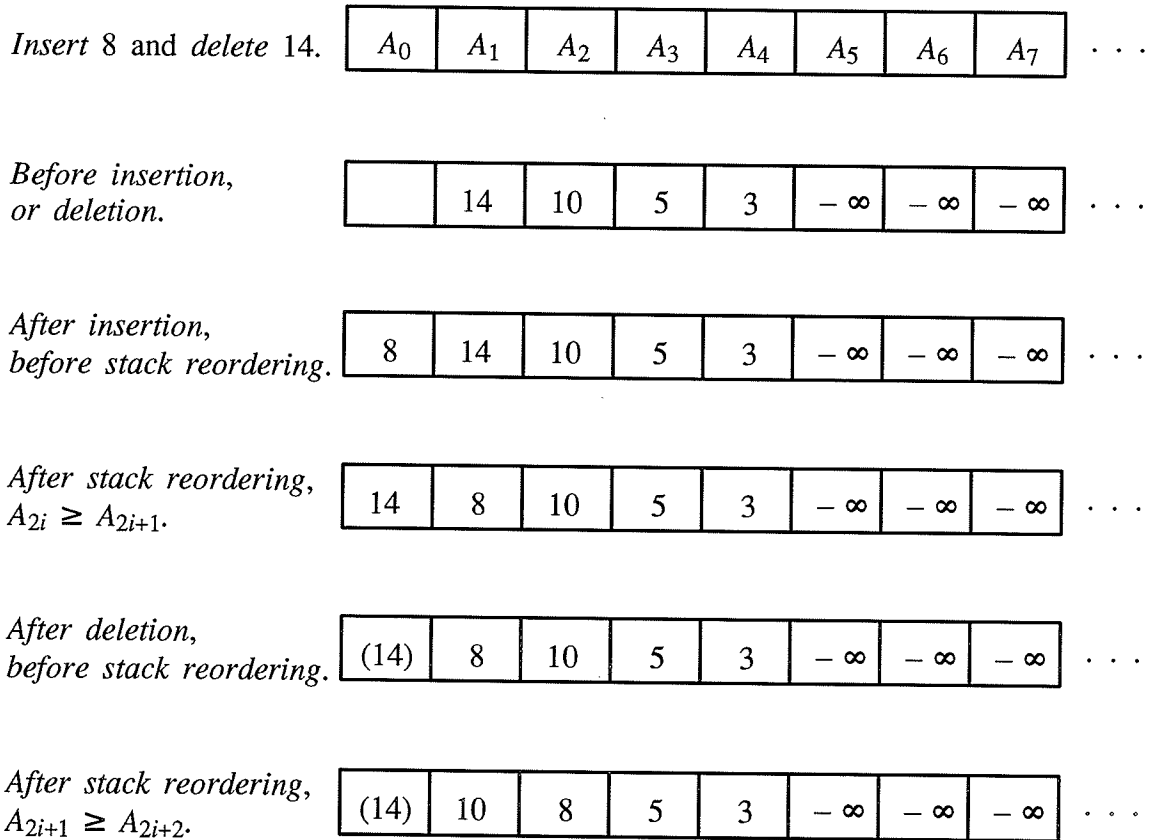 Insert 8 and delete 14. A₀ A₁ A₂ A₃ A₄ A₅ A₆ A₇ · · ·
Before insertion,
or deletion. 14 10 5 3 − ∞ − ∞ − ∞ · · ·
After insertion,
before stack reordering. 8 14 10 5 3 − ∞ − ∞ − ∞ · · ·
After stack reordering,
A₂ᵢ ≥ A₂ᵢ₊₁. 14 8 10 5 3 − ∞ − ∞ − ∞ · · ·
After deletion,
before stack reordering. (14) 8 10 5 3 − ∞ − ∞ − ∞ · · ·
After stack reordering,
A₂ᵢ₊₁ ≥ A₂ᵢ₊₂. (14) 10 8 5 3 − ∞ − ∞ − ∞ · · ·